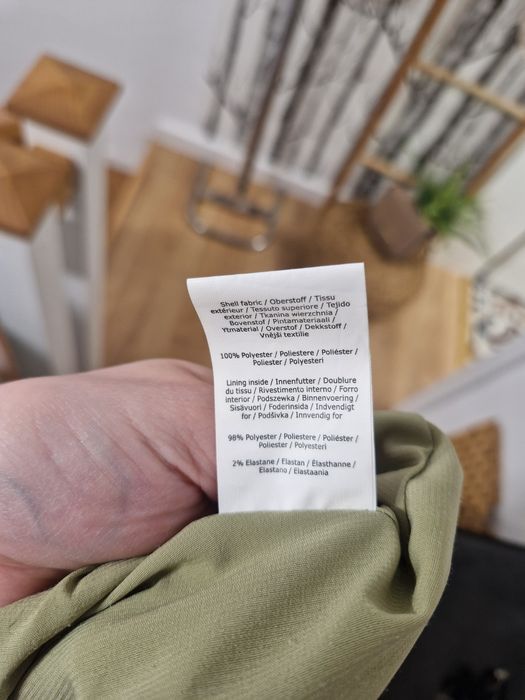 Shell fabric / Oberstoff / Tissu
extérieur / Tessuto superiore / Tejido
exterior / Tkanina wierzchnia /
Bovenstof / Pintamateriaali /
Ytmaterial / Overstof / Dekkstoff /
Vnější textilie
100% Polyester / Poliestere / Poliéster /
Poliester / Polyesteri
Lining inside / Innenfutter / Doublure
du tissu / Rivestimento interno / Forro
interior / Podszewka / Binnenvoering /
Sisävuori / Foderinsida / Indvendigt
for / Podšívka / Innvendig for
98% Polyester / Poliestere / Poliéster /
Poliester / Polyesteri
2% Elastane / Elastan / Élasthanne /
Elastano / Elastaania